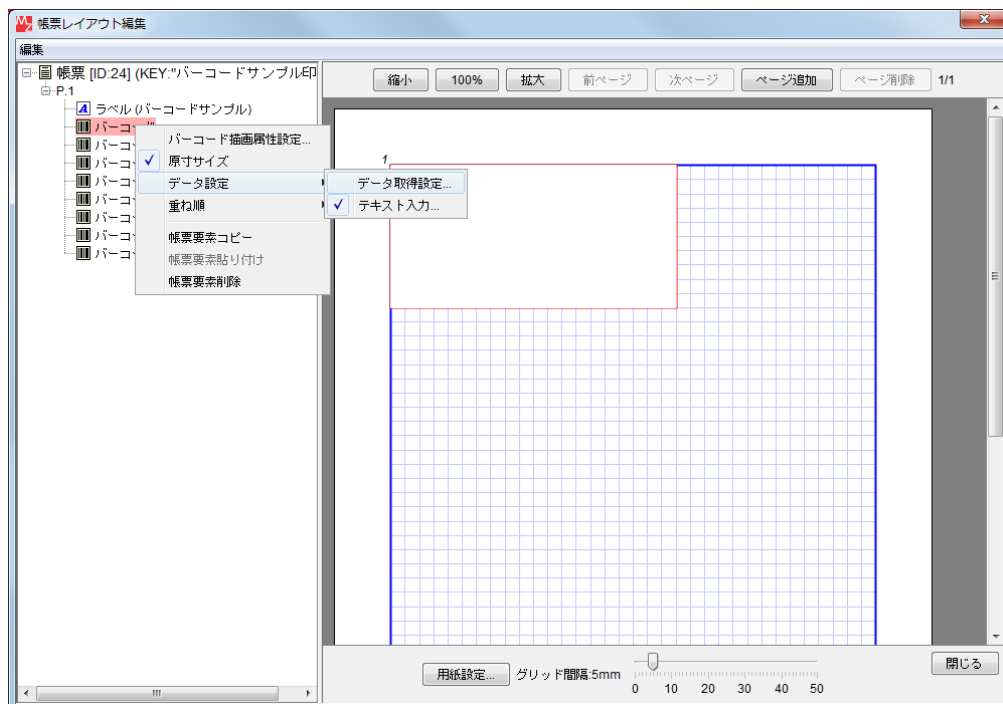 帳票レイアウト編集
編集
帳票 [ID:24] (KEY:"バーコードサンプル印
P.1
ラベル (バーコードサンプル)
バーコード
バーコ
バーコ
バーコ
バーコ
バーコ
バーコ
バーコ
バーコード描画属性設定...
原寸サイズ
データ設定
重ね順
帳票要素コピー
帳票要素貼り付け
帳票要素削除
データ取得設定...
テキスト入力...
縮小 100% 拡大 前ページ 次ページ ページ追加 ページ削除 1/1
1
用紙設定... グリッド間隔:5mm
0 10 20 30 40 50
閉じる